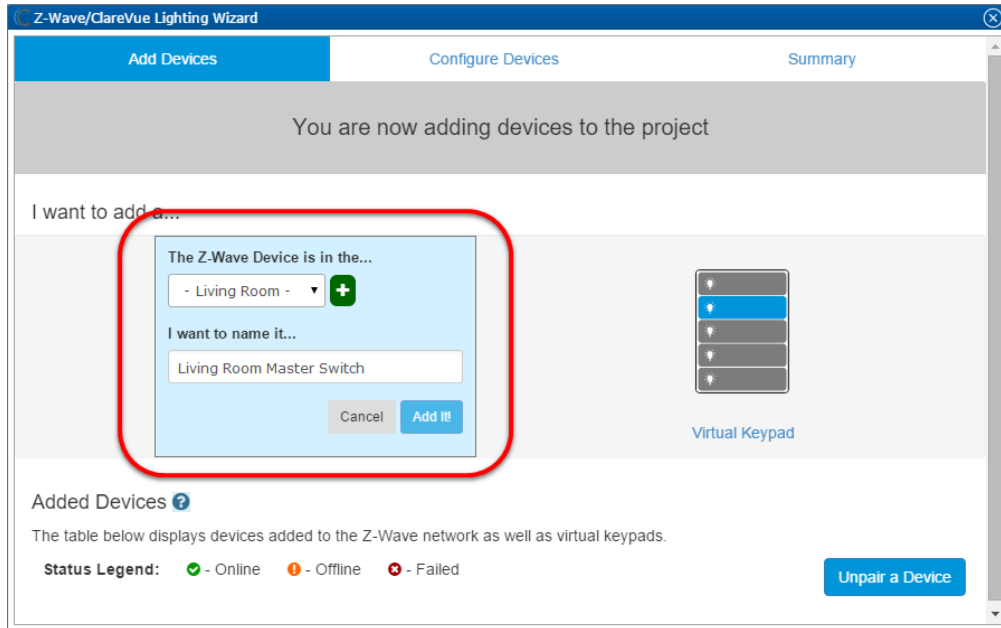 Z-Wave/ClareVue Lighting Wizard
Add Devices
Configure Devices
Summary
You are now adding devices to the project
I want to add a...
The Z-Wave Device is in the...
- Living Room -
I want to name it...
Living Room Master Switch
Cancel
Add It!
Virtual Keypad
Added Devices
The table below displays devices added to the Z-Wave network as well as virtual keypads.
Status Legend: - Online - Offline - Failed
Unpair a Device